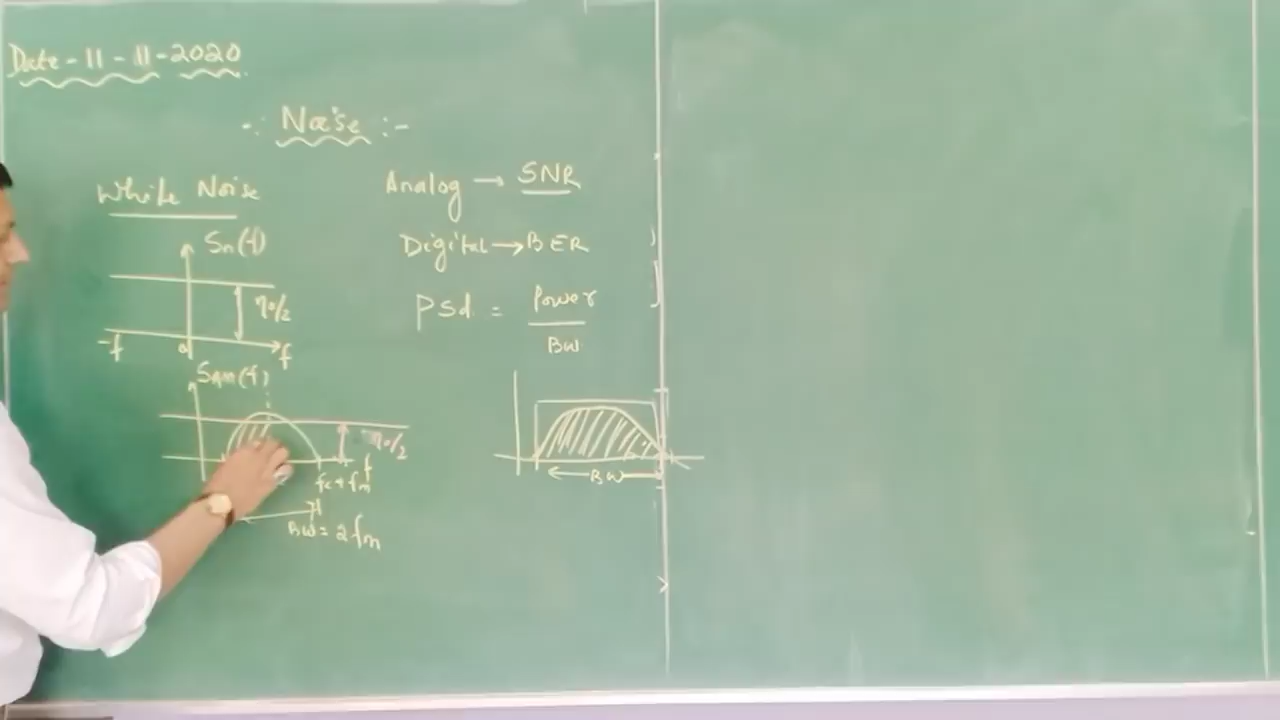 Date - 11 - 11 - 2020
-: Noise :-
White Noise
Sn(f)
η0/2
-f 0 f
SAM(f)
η0/2
f
fc + fm
BW = 2fm
Analog → SNR
Digital → BER
Psd. = Power
BW
BW